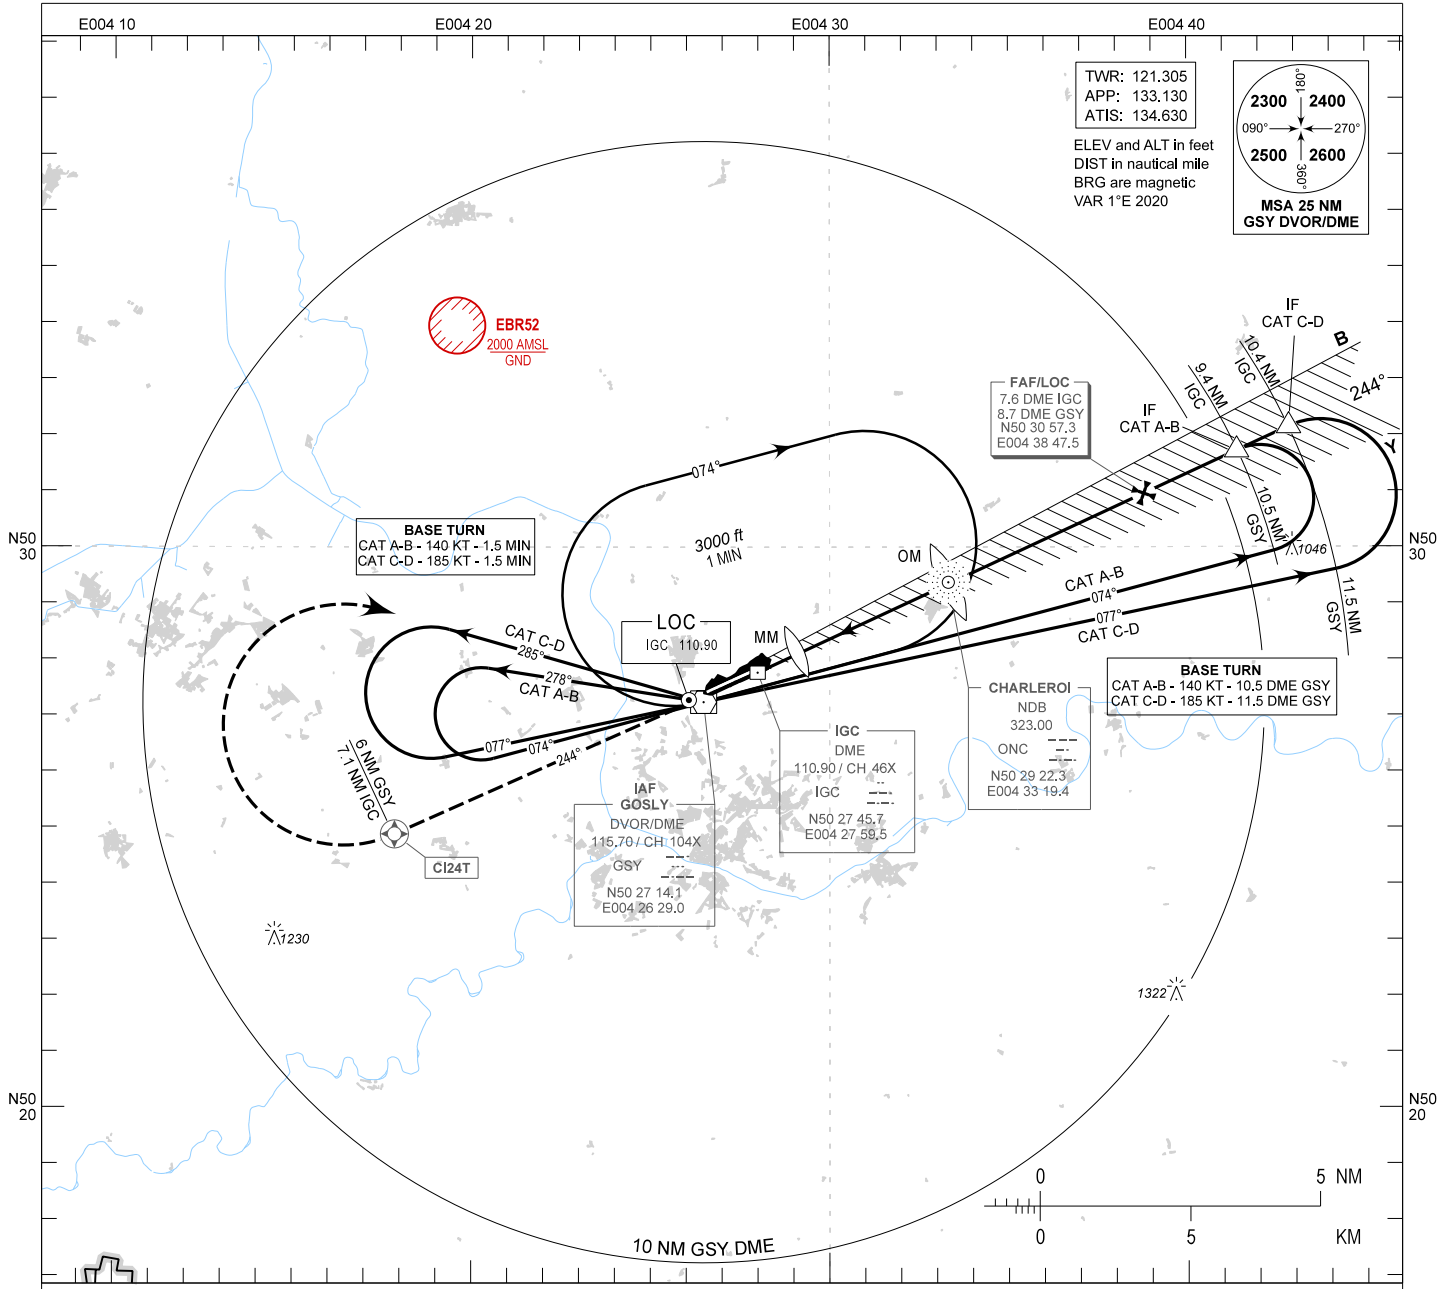 E004 10
E004 20
E004 30
E004 40
TWR: 121.305
APP: 133.130
ATIS: 134.630
ELEV and ALT in feet
DIST in nautical mile
BRG are magnetic
VAR 1°E 2020
180°
2300
2400
090°
270°
2500
2600
360°
MSA 25 NM
GSY DVOR/DME
EBR52
2000 AMSL
GND
IF
CAT C-D
B
10.4 NM
IGC
9.4 NM
IGC
244°
FAF/LOC
7.6 DME IGC
8.7 DME GSY
N50 30 57.3
E004 38 47.5
IF
CAT A-B
Y
074°
10.5 NM
GSY
1046
BASE TURN
CAT A-B - 140 KT - 1.5 MIN
CAT C-D - 185 KT - 1.5 MIN
3000 ft
1 MIN
N50
30
N50
30
OM
CAT A-B
074°
077°
CAT C-D
11.5 NM
GSY
LOC
IGC 110.90
MM
CAT C-D
285°
278°
CAT A-B
BASE TURN
CAT A-B - 140 KT - 10.5 DME GSY
CAT C-D - 185 KT - 11.5 DME GSY
CHARLEROI
NDB
323.00
ONC
N50 29 22.3
E004 33 19.4
077°
074°
244°
6 NM GSY
7.1 NM IGC
IGC
DME
110.90 / CH 46X
IGC
N50 27 45.7
E004 27 59.5
IAF
GOSLY
DVOR/DME
115.70 / CH 104X
GSY
N50 27 14.1
E004 26 29.0
CI24T
1230
1322
N50
20
N50
20
0
5 NM
0
5
KM
10 NM GSY DME